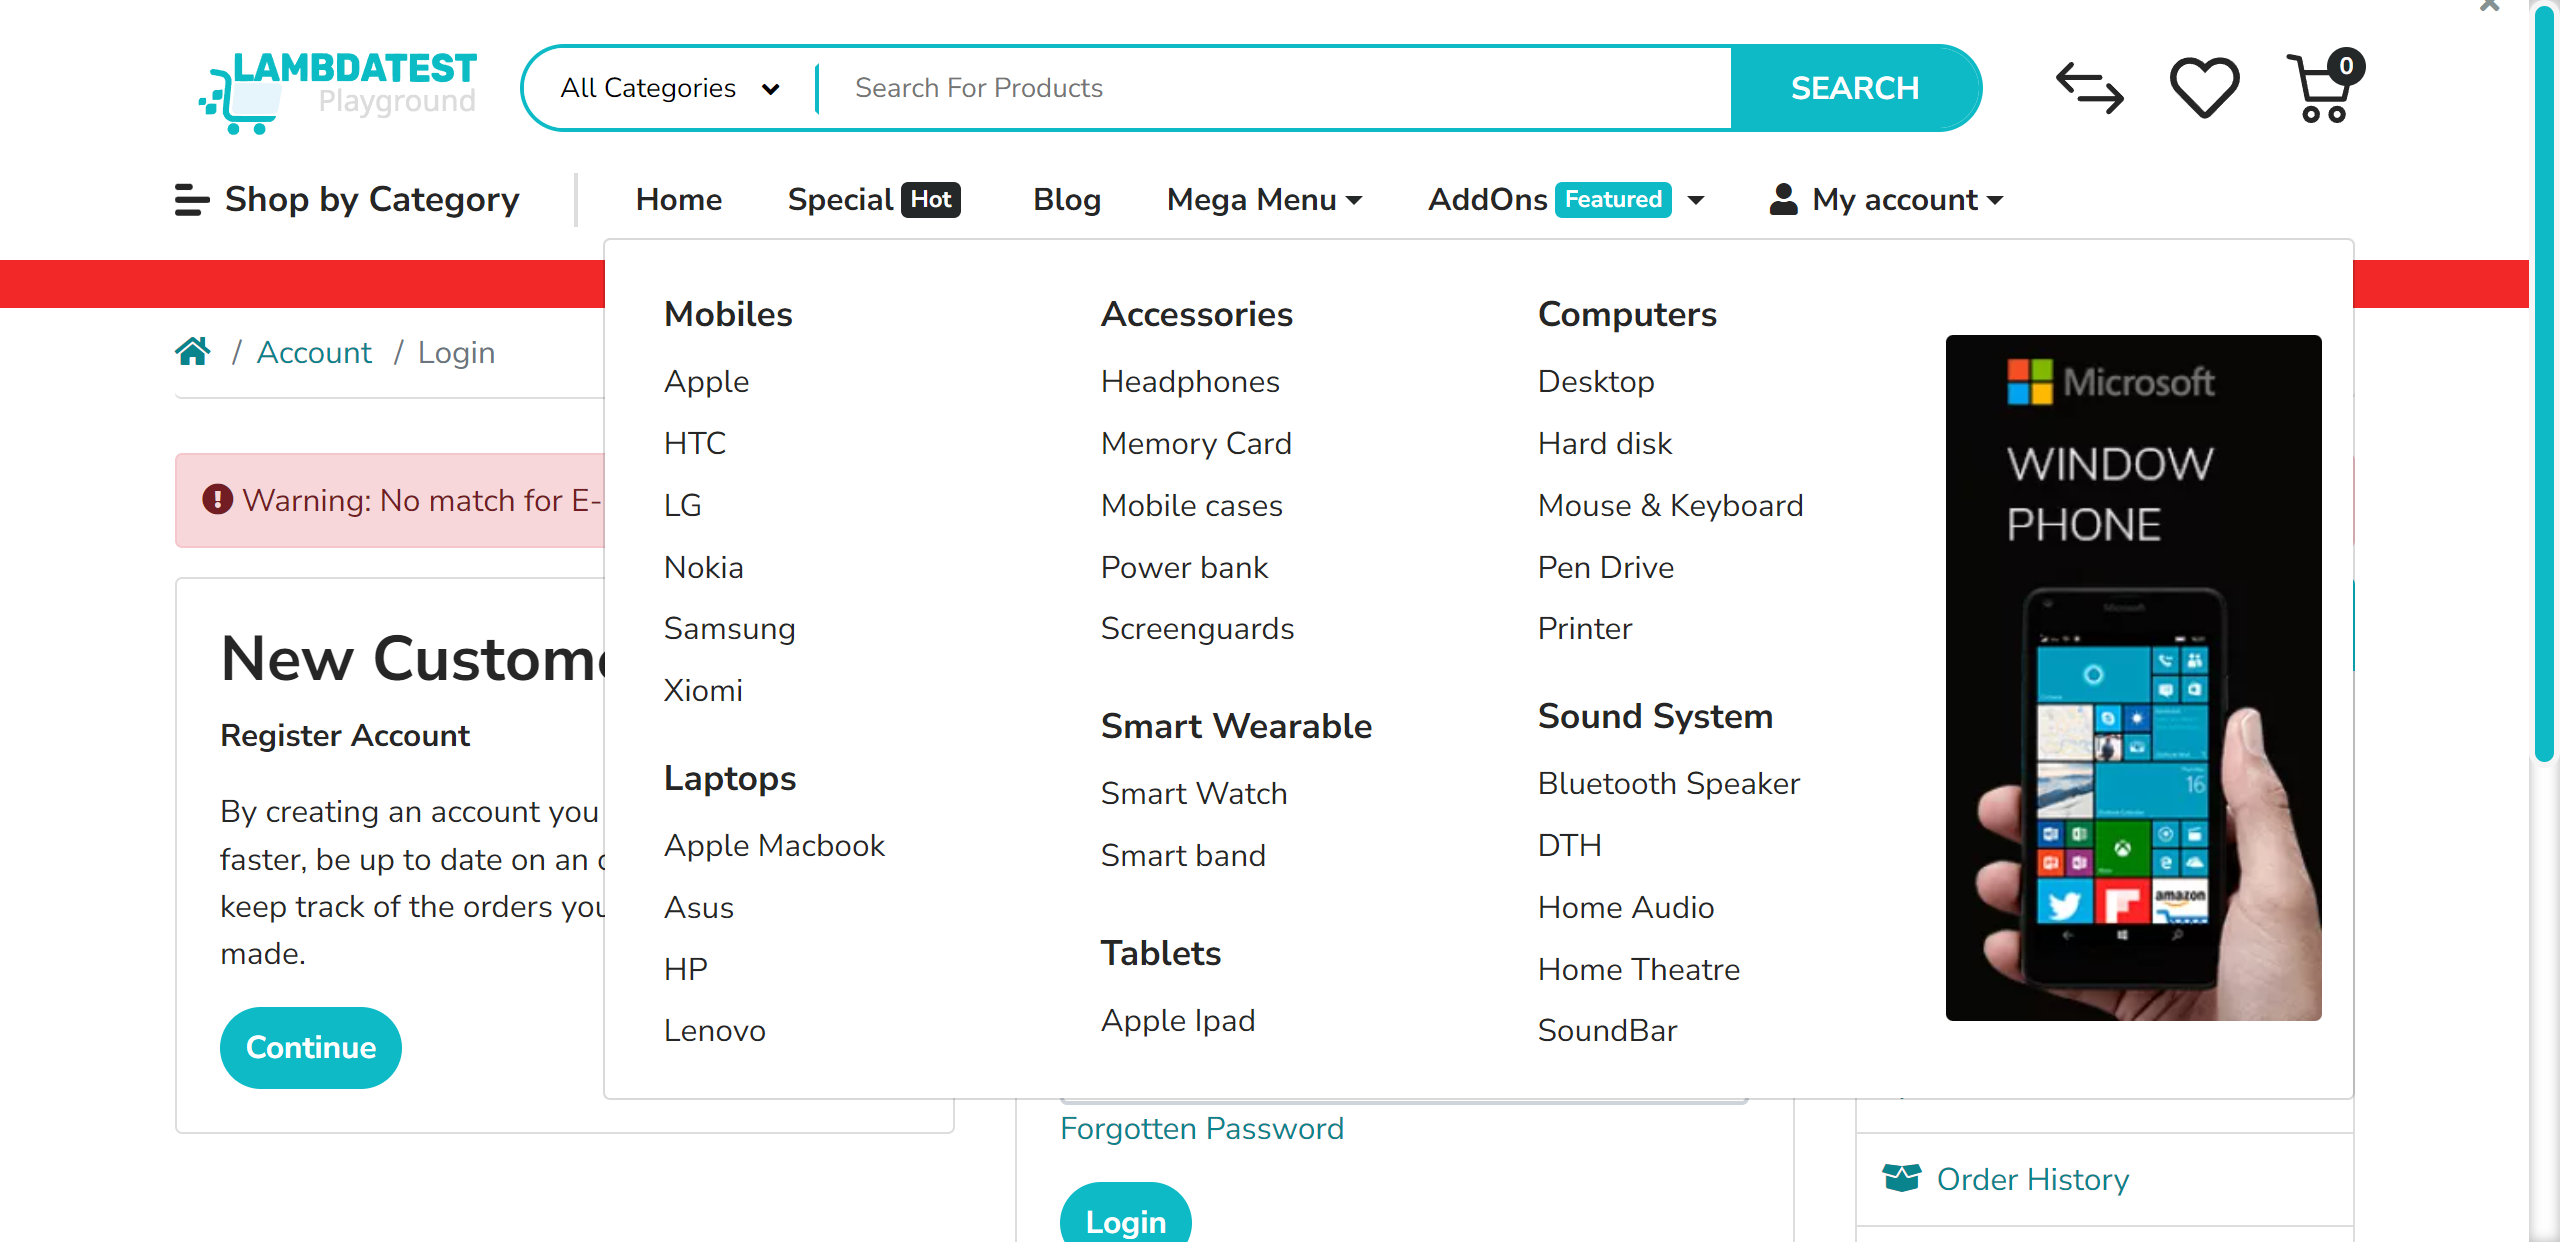 LAMBDATEST
Playground
All Categories
Search For Products
SEARCH
0
Shop by Category
Home
Special Hot
Blog
Mega Menu
AddOns Featured
My account
/ Account / Login
Warning: No match for E-
New Custome
Register Account
By creating an account you
faster, be up to date on an o
keep track of the orders you
made.
Continue
Mobiles
Apple
HTC
LG
Nokia
Samsung
Xiomi
Laptops
Apple Macbook
Asus
HP
Lenovo
Accessories
Headphones
Memory Card
Mobile cases
Power bank
Screenguards
Smart Wearable
Smart Watch
Smart band
Tablets
Apple Ipad
Computers
Desktop
Hard disk
Mouse & Keyboard
Pen Drive
Printer
Sound System
Bluetooth Speaker
DTH
Home Audio
Home Theatre
SoundBar
Microsoft
WINDOW
PHONE
Microsoft
16
amazon
Forgotten Password
Login
Order History